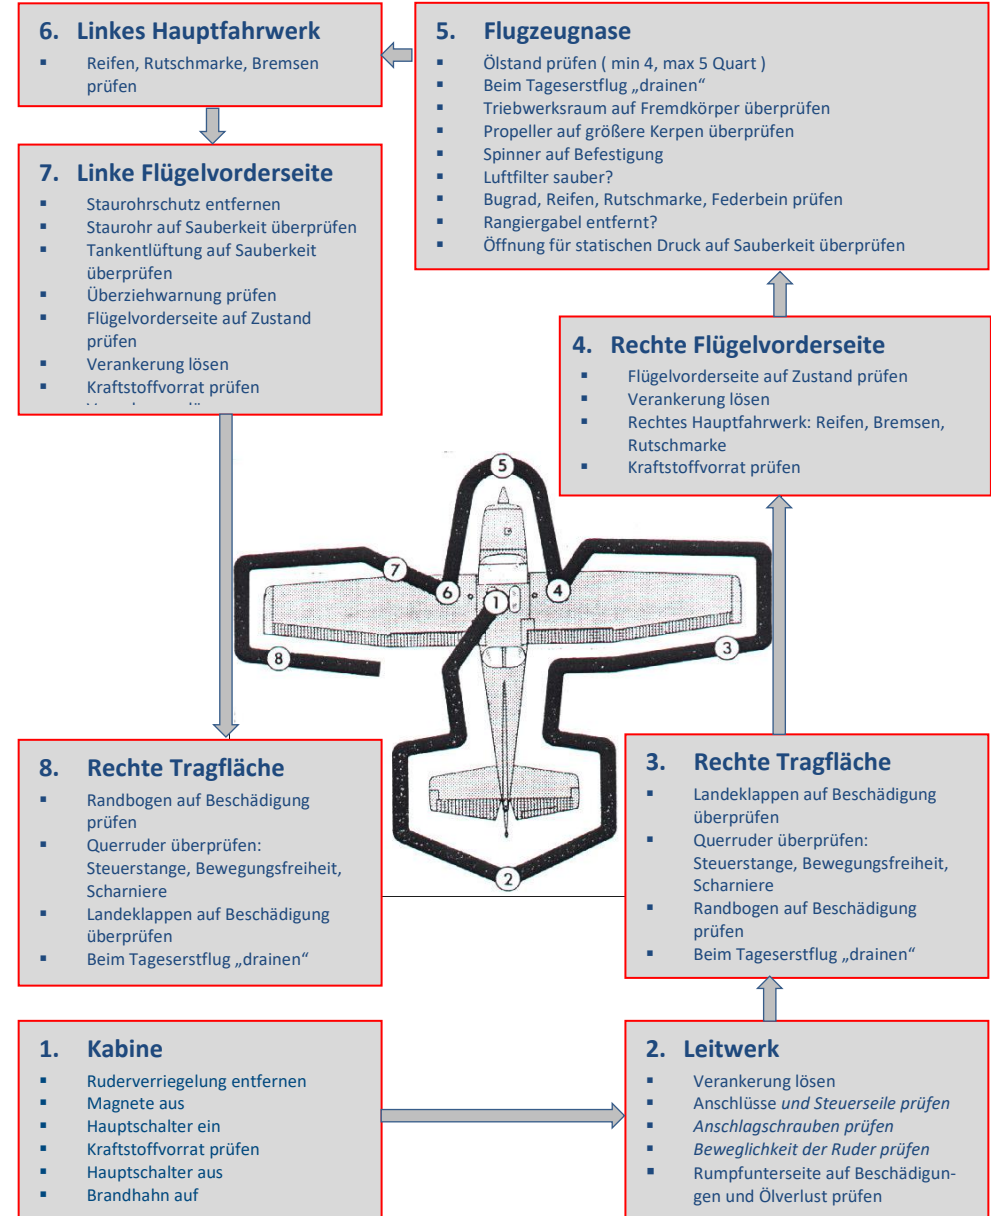 6. Linkes Hauptfahrwerk
▪ Reifen, Rutschmarke, Bremsen
prüfen
5. Flugzeugnase
▪ Ölstand prüfen ( min 4, max 5 Quart )
▪ Beim Tageserstflug „drainen“
▪ Triebwerksraum auf Fremdkörper überprüfen
▪ Propeller auf größere Kerpen überprüfen
▪ Spinner auf Befestigung
▪ Luftfilter sauber?
▪ Bugrad, Reifen, Rutschmarke, Federbein prüfen
▪ Rangiergabel entfernt?
▪ Öffnung für statischen Druck auf Sauberkeit überprüfen
7. Linke Flügelvorderseite
▪ Staurohrschutz entfernen
▪ Staurohr auf Sauberkeit überprüfen
▪ Tankentlüftung auf Sauberkeit
überprüfen
▪ Überziehwarnung prüfen
▪ Flügelvorderseite auf Zustand
prüfen
▪ Verankerung lösen
▪ Kraftstoffvorrat prüfen
4. Rechte Flügelvorderseite
▪ Flügelvorderseite auf Zustand prüfen
▪ Verankerung lösen
▪ Rechtes Hauptfahrwerk: Reifen, Bremsen,
Rutschmarke
▪ Kraftstoffvorrat prüfen
5
7
6
1
4
8
3
2
8. Rechte Tragfläche
▪ Randbogen auf Beschädigung
prüfen
▪ Querruder überprüfen:
Steuerstange, Bewegungsfreiheit,
Scharniere
▪ Landeklappen auf Beschädigung
überprüfen
▪ Beim Tageserstflug „drainen“
3. Rechte Tragfläche
▪ Landeklappen auf Beschädigung
überprüfen
▪ Querruder überprüfen:
Steuerstange, Bewegungsfreiheit,
Scharniere
▪ Randbogen auf Beschädigung
prüfen
▪ Beim Tageserstflug „drainen“
1. Kabine
▪ Ruderverriegelung entfernen
▪ Magnete aus
▪ Hauptschalter ein
▪ Kraftstoffvorrat prüfen
▪ Hauptschalter aus
▪ Brandhahn auf
2. Leitwerk
▪ Verankerung lösen
▪ Anschlüsse und Steuerseile prüfen
▪ Anschlagschrauben prüfen
▪ Beweglichkeit der Ruder prüfen
▪ Rumpfunterseite auf Beschädigun-
gen und Ölverlust prüfen